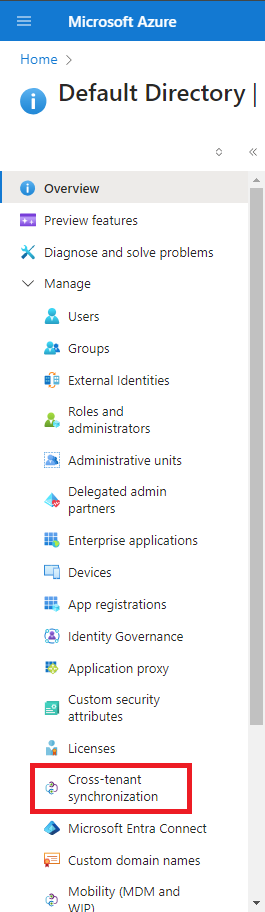 Microsoft Azure
Home
Default Directory |
Overview
Preview features
Diagnose and solve problems
Manage
Users
Groups
External Identities
Roles and
administrators
Administrative units
Delegated admin
partners
Enterprise applications
Devices
App registrations
Identity Governance
Application proxy
Custom security
attributes
Licenses
Cross-tenant
synchronization
Microsoft Entra Connect
Custom domain names
Mobility (MDM and
WIP)